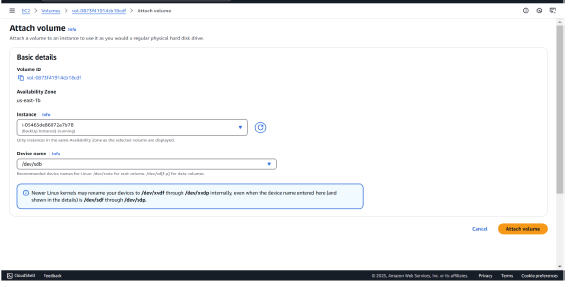 EC2 > Volumes > vol-0873f41914da18cdf > Attach volume
Attach volume Info
Attach a volume to an instance to use it as you would a regular physical hard disk drive.
Basic details
Volume ID
Availability Zone
us-east-1b
Instance Info
(BackUp Instance) (running)
Only instances in the same Availability Zone as the selected volume are displayed.
Device name Info
/dev/sdb
Recommended device names for Linux: /dev/xvda for root volume. /dev/sd[f-p] for data volumes.
Newer Linux kernels may rename your devices to /dev/xvdf through /dev/xvdp internally, even when the device name entered here (and
shown in the details) is /dev/sdf through /dev/sdp.
Cancel
Attach volume
CloudShell Feedback © 2025, Amazon Web Services, Inc. or its affiliates. Privacy Terms Cookie preferences